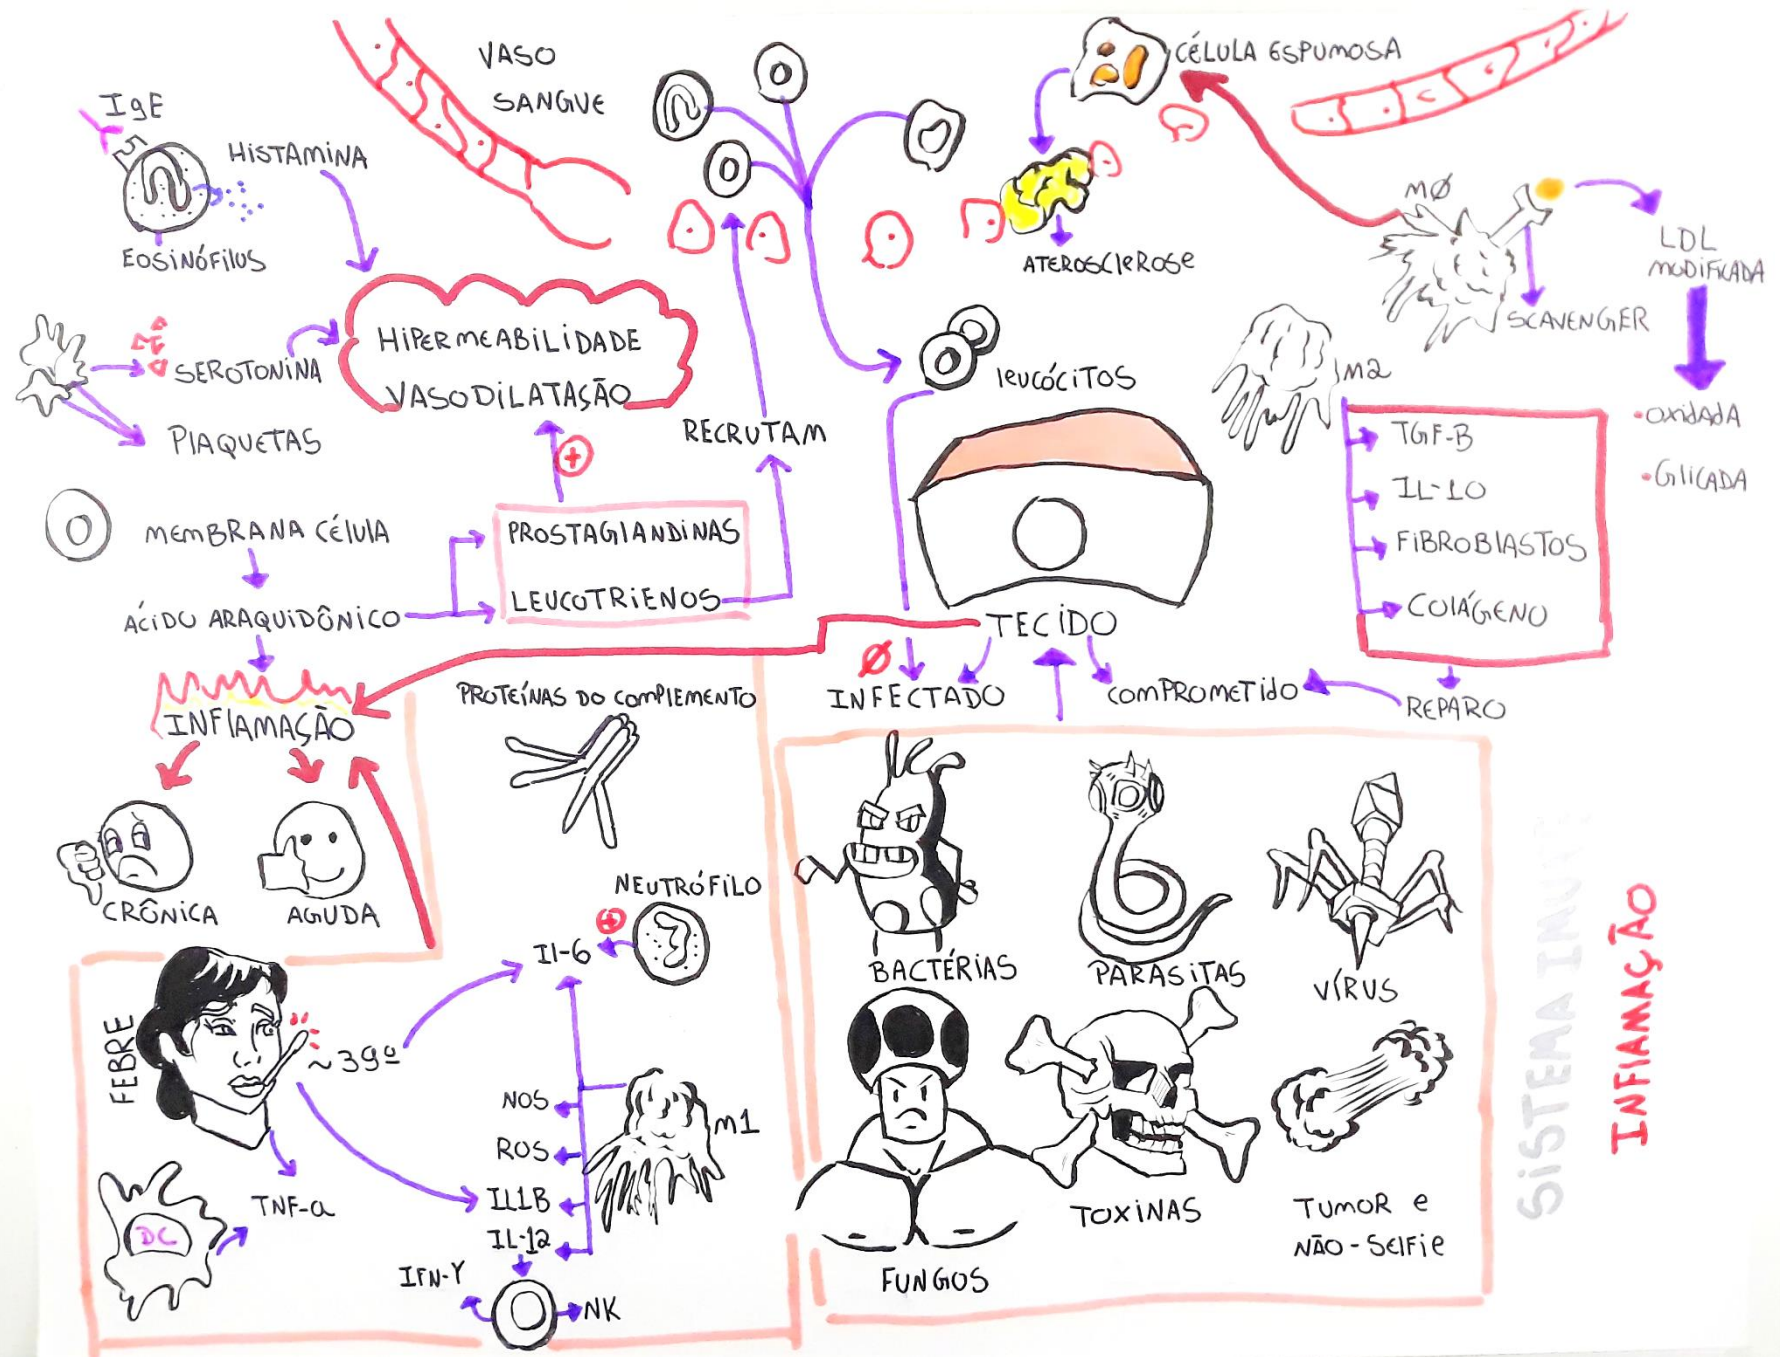 VASO
SANGUE
IgE
HISTAMINA
EOSINÓFILOS
SEROTONINA
PLAQUETAS
HIPERMEABILIDADE
VASODILATAÇÃO
+
RECRUTAM
MEMBRANA CÉLULA
ÁCIDO ARAQUIDÔNICO
PROSTAGLANDINAS
LEUCOTRIENOS
CÉLULA ESPUMOSA
ATEROSCLEROSE
MØ
LDL
MODIFICADA
SCAVENGER
• OXIDADA
• GLICADA
LEUCÓCITOS
M2
TGF-B
IL-10
FIBROBLASTOS
COLÁGENO
REPARO
TECIDO
Ø
INFECTADO
COMPROMETIDO
INFLAMAÇÃO
CRÔNICA
AGUDA
PROTEÍNAS DO COMPLEMENTO
NEUTRÓFILO
+
Il-6
FEBRE
~39º
NOS
ROS
IL1B
IL-12
M1
TNF-α
DC
IFN-Y
NK
BACTÉRIAS
PARASITAS
VÍRUS
FUNGOS
TOXINAS
TUMOR e
NÃO-SELFIE
SISTEMA IMUNE
INFLAMAÇÃO